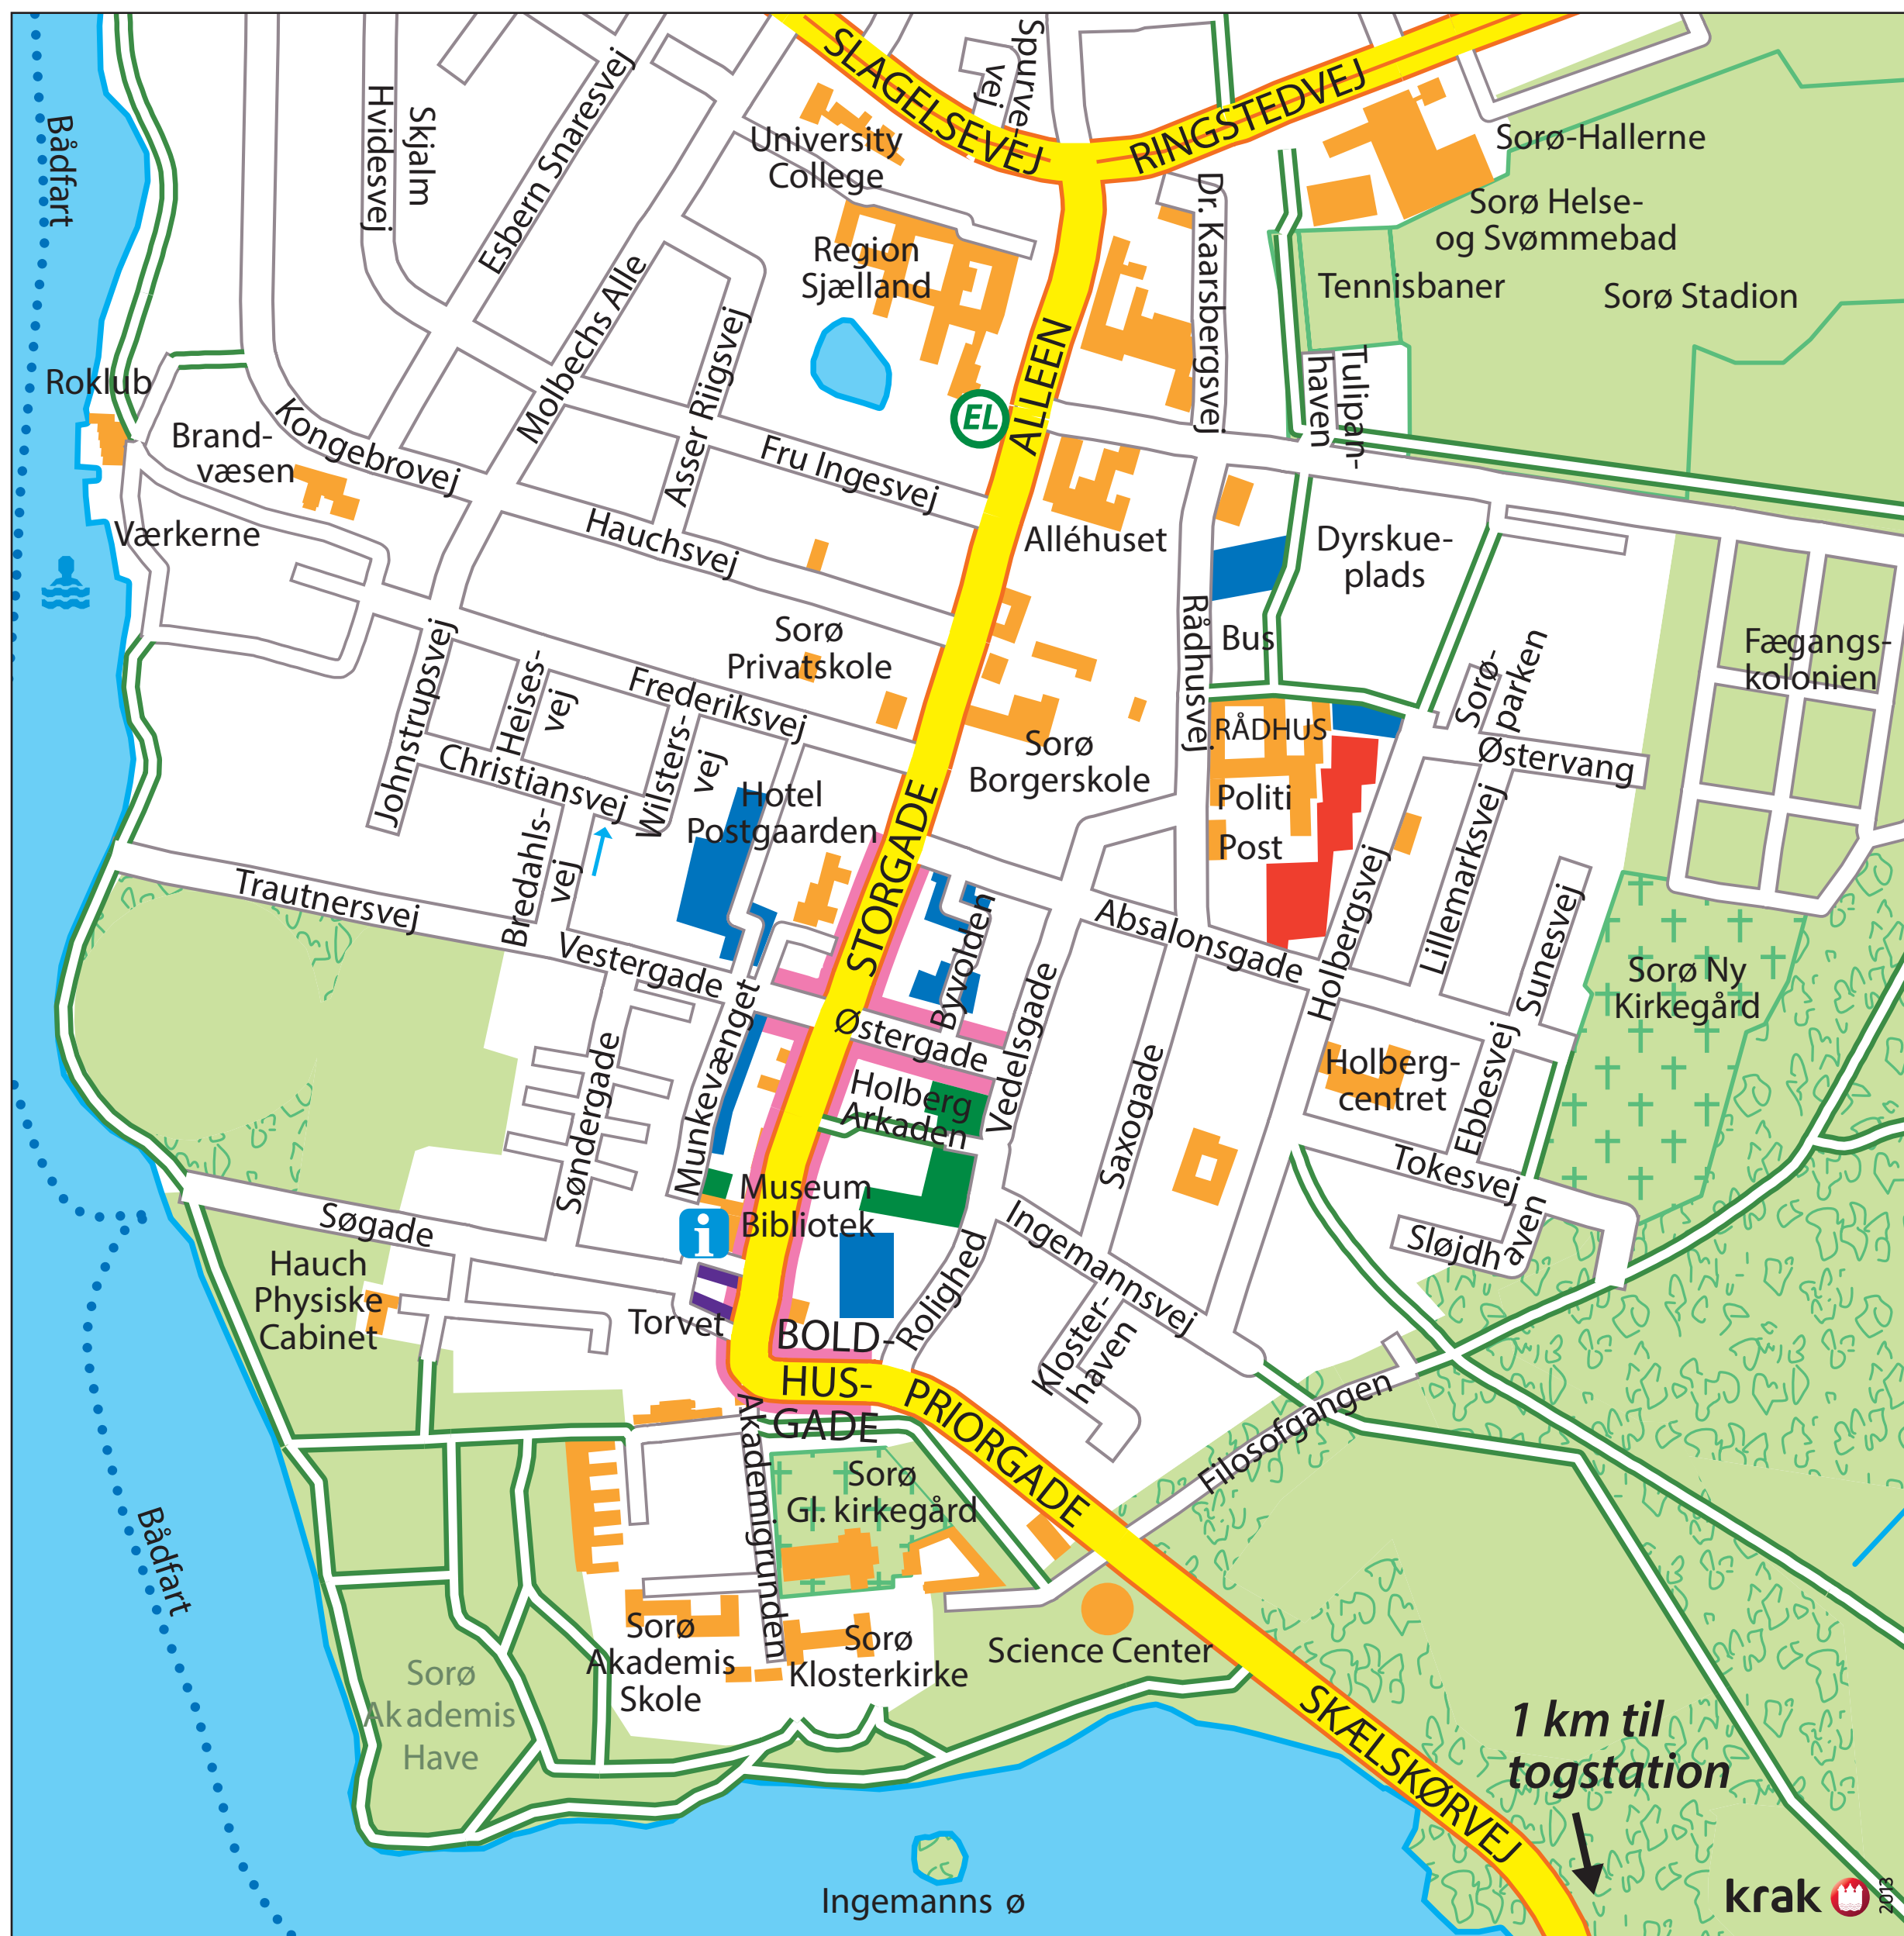 SLAGELSEVEJ
Spurve-
vej
RINGSTEDVEJ
Bådfart
Skjalm
Hvidesvej
Esbern Snaresvej
University
College
Sorø-Hallerne
Sorø Helse-
og Svømmebad
Dr. Kaarsbergsvej
Region
Sjælland
Tennisbaner
Sorø Stadion
Molbechs Alle
Asser Riigsvej
ALLEEN
Tulipan-
haven
Roklub
EL
Brand-
væsen
Kongebrovej
Fru Ingesvej
Værkerne
Hauchsvej
Alléhuset
Dyrskue-
plads
Rådhusvej
Bus
Sorø
Privatskole
Fægangs-
kolonien
Sorø-
parken
Johnstrupsvej
Heises-
vej
Frederiksvej
Wilsters-
vej
RÅDHUS
Østervang
Christiansvej
Sorø
Borgerskole
Hotel
Postgaarden
Politi
Post
STORGADE
Bredahls-
vej
Trautnersvej
Lillemarksvej
Holbergsvej
Sunesvej
Absalonsgade
Vestergade
Byvolden
Sorø Ny
Kirkegård
Østergade
Vedelsgade
Munkevænget
Søndergade
Holberg
Arkaden
Saxogade
Holberg-
centret
Ebbesvej
Tokesvej
Museum
Bibliotek
i
Søgade
Ingemannsvej
Sløjdhaven
Hauch
Physiske
Cabinet
Torvet
Rolighed
Kloster-
haven
BOLD-
HUS-
GADE
PRIORGADE
Filosofgangen
Akademigrunden
Sorø
Gl. kirkegård
Bådfart
Sorø
Akademis
Skole
Sorø
Klosterkirke
Science Center
Sorø
Akademis
Have
SKÆLSKØRVEJ
1 km til
togstation
Ingemanns ø
krak
2013